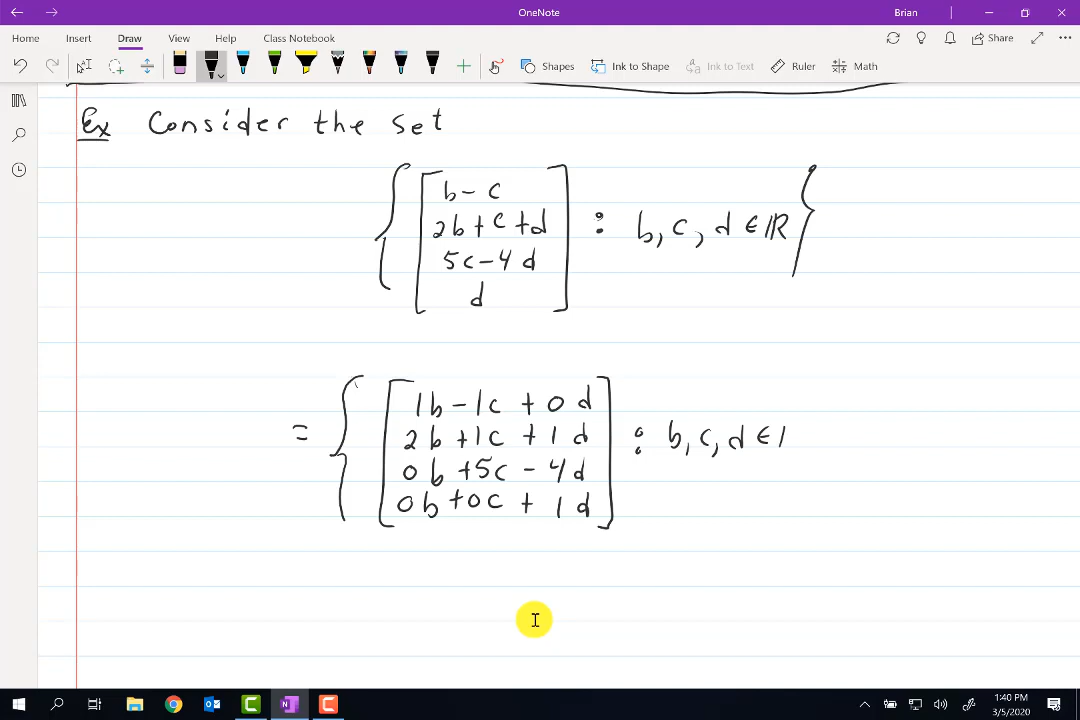 OneNote
Brian
Home Insert Draw View Help Class Notebook
Share
Shapes Ink to Shape Ink to Text Ruler Math
Ex Consider the set
{ [ b - c
2b + c + d
5c - 4d
d ] : b, c, d ∈ ℝ }
= { [ 1b - 1c + 0d
2b + 1c + 1d
0b + 5c - 4d
0b + 0c + 1d ] : b, c, d ∈ I
1:40 PM
3/5/2020